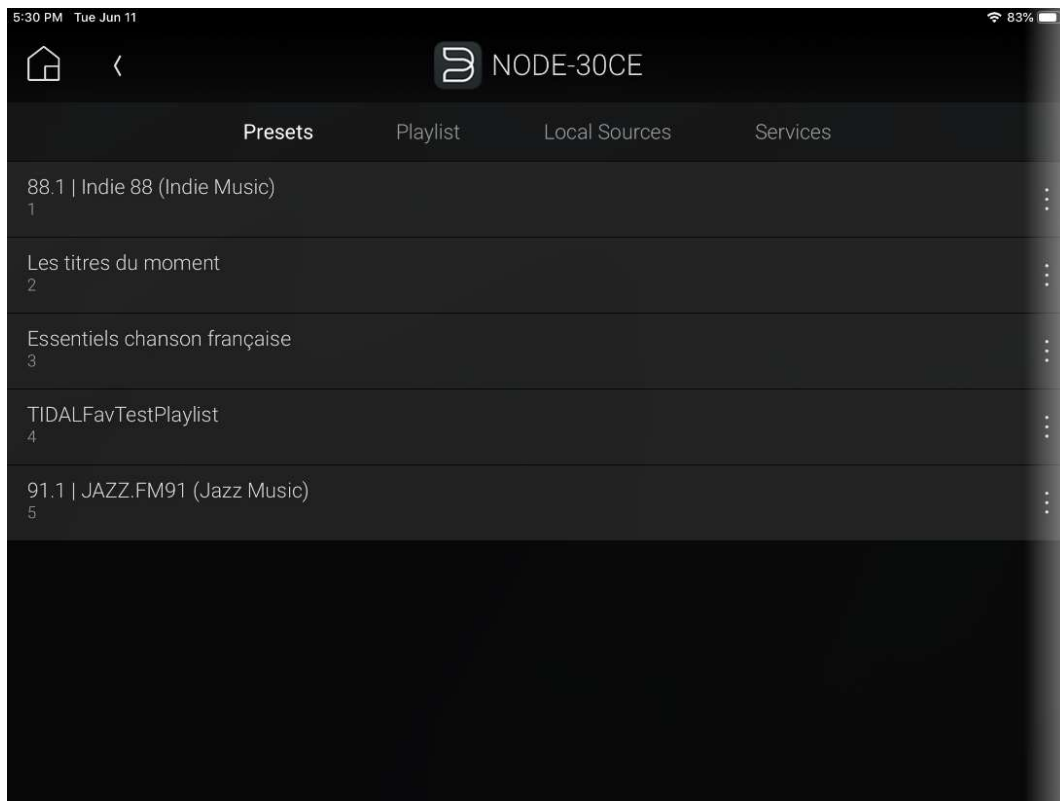 5:30 PM Tue Jun 11 83%
NODE-30CE
Presets Playlist Local Sources Services
88.1 | Indie 88 (Indie Music)
1
Les titres du moment
2
Essentiels chanson française
3
TIDALFavTestPlaylist
4
91.1 | JAZZ.FM91 (Jazz Music)
5